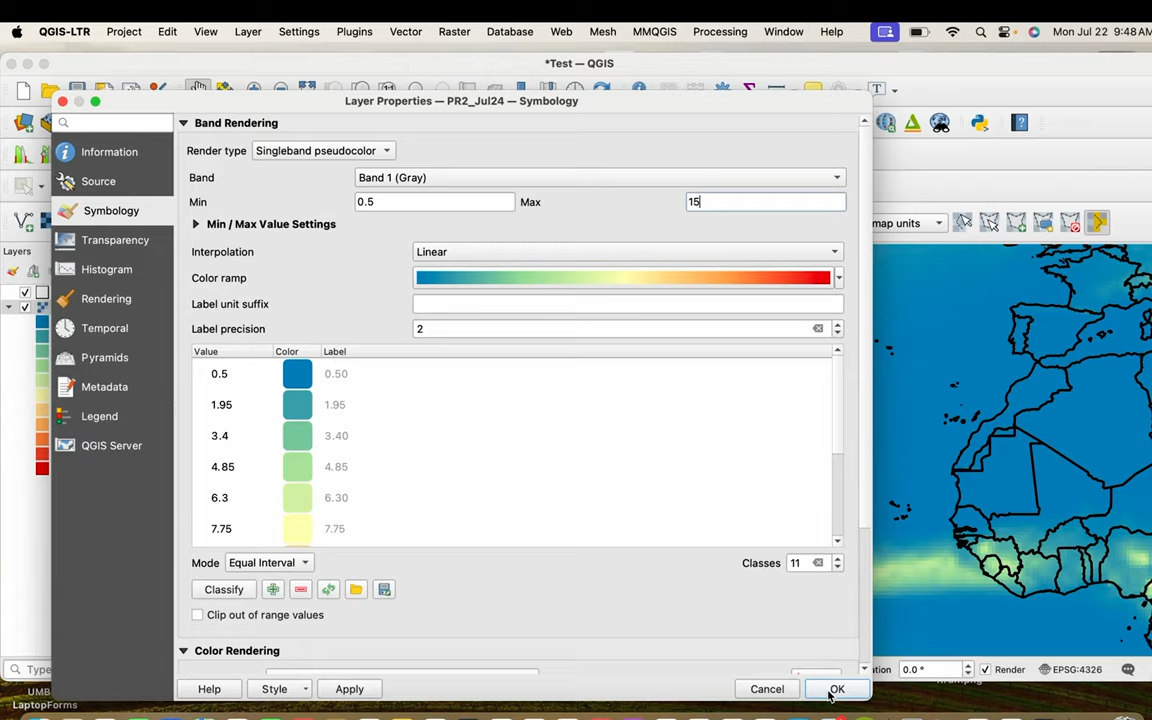 QGIS-LTR Project Edit View Layer Settings Plugins Vector Raster Database Web Mesh MMQGIS Processing Window Help Mon Jul 22 9:48 AM
*Test — QGIS
Layer Properties — PR2_Jul24 — Symbology
Band Rendering
Render type Singleband pseudocolor
Information
Band Band 1 (Gray)
Source
Min 0.5 Max 15
Symbology
Min / Max Value Settings
map units
Transparency
Interpolation Linear
Layers
Histogram
Color ramp
Rendering
Label unit suffix
Temporal
Label precision 2
Value Color Label
Pyramids
0.5 0.50
Metadata
1.95 1.95
Legend
3.4 3.40
QGIS Server
4.85 4.85
6.3 6.30
7.75 7.75
Mode Equal Interval Classes 11
Classify
Clip out of range values
Color Rendering
Type
0.0 ° Render EPSG:4326
Help Style Apply Cancel OK
UMB
LaptopForms